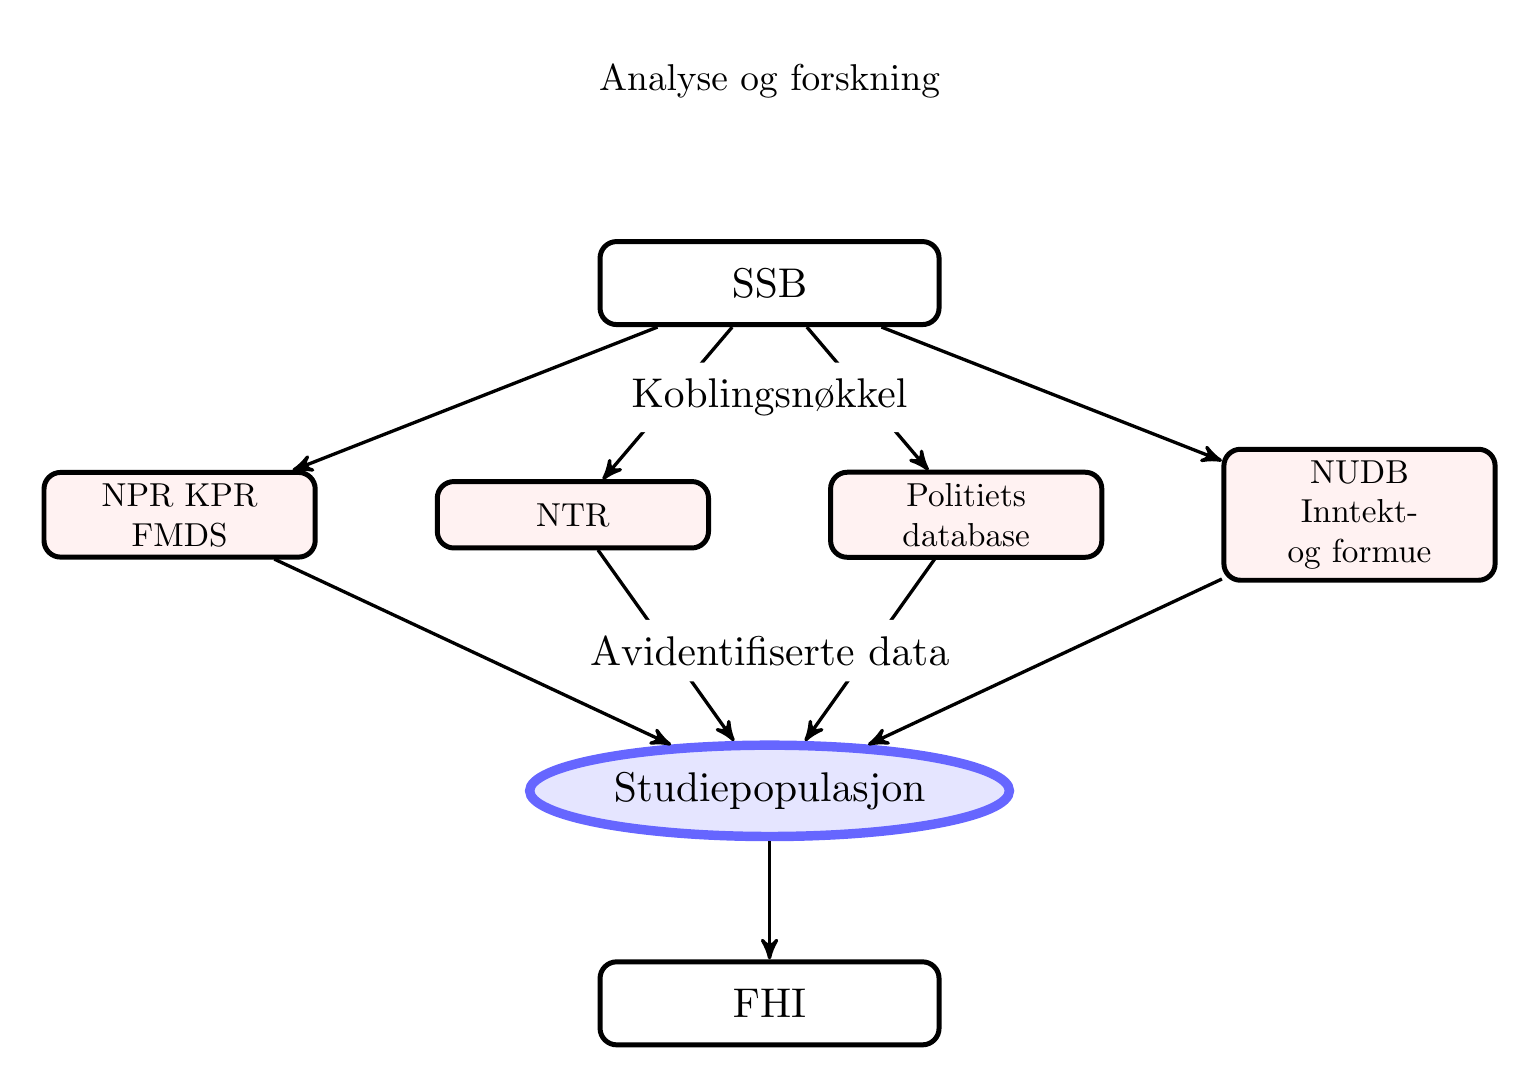 Analyse og forskning
SSB
Koblingsnøkkel
NPR KPR
FMDS
NTR
Politiets
database
NUDB
Inntekt-
og formue
Avidentifiserte data
Studiepopulasjon
FHI